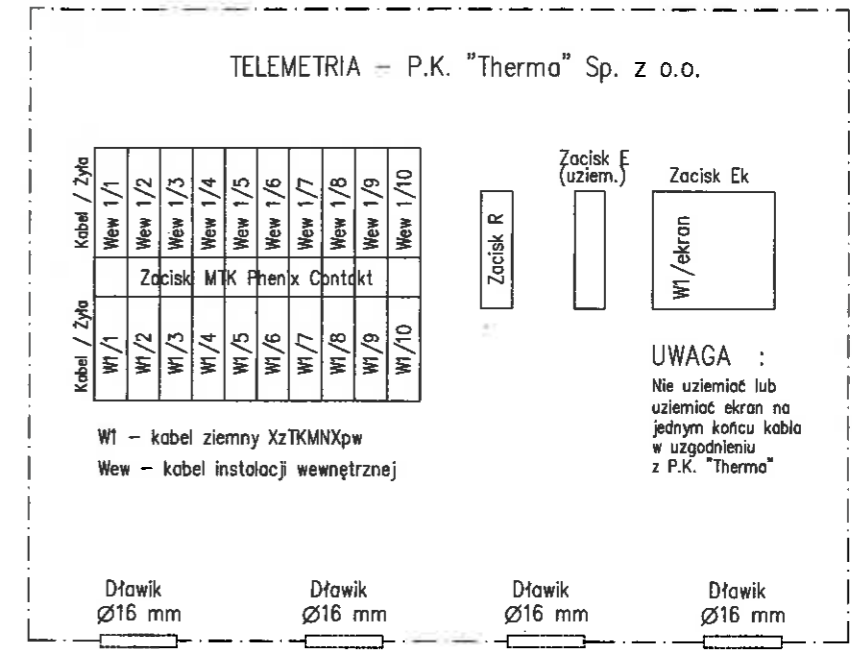 TELEMETRIA – P.K. "Therma" Sp. z o.o.
Kabel / Żyła
Wew 1/1
Wew 1/2
Wew 1/3
Wew 1/4
Wew 1/5
Wew 1/6
Wew 1/7
Wew 1/8
Wew 1/9
Wew 1/10
Zaciski MTK Phenix Contakt
Kabel / Żyła
W1/1
W1/2
W1/3
W1/4
W1/5
W1/6
W1/7
W1/8
W1/9
W1/10
Zacisk R
Zacisk E
(uziem.)
Zacisk Ek
W1/ekran
W1 – kabel ziemny XzTKMNXpw
Wew – kabel instalacji wewnętrznej
UWAGA :
Nie uziemiać lub
uziemiać ekran na
jednym końcu kabla
w uzgodnieniu
z P.K. "Therma"
Dławik
Ø16 mm
Dławik
Ø16 mm
Dławik
Ø16 mm
Dławik
Ø16 mm